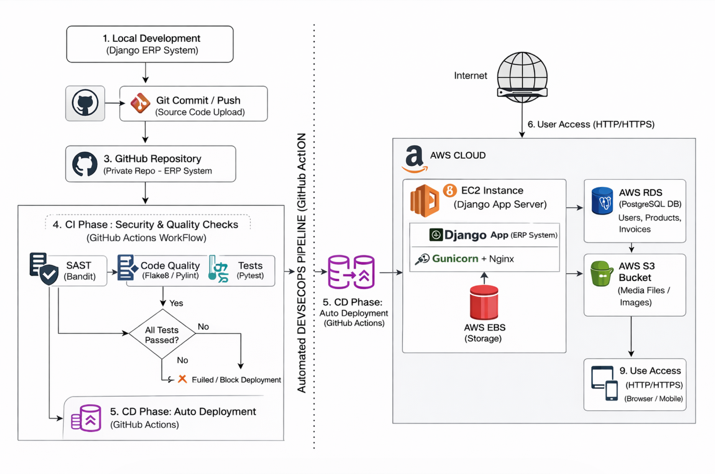 1. Local Development
(Django ERP System)
Git Commit / Push
(Source Code Upload)
3. GitHub Repository
(Private Repo - ERP System
4. CI Phase : Security & Quality Checks
(GitHub Actions WorkFlow)
SAST
(Bandit)
Code Quality
(Flake8 / Pylint)
Tests
(Pytest)
Yes
All Tests
Passed?
No
No
Fuiled / Block Deployment
5. CD Phase: Auto Deployment
(GitHub Actions)
Automated DEVSECOPS PIPELINE (GitHub ActION)
5. CD Phase:
Auto Deployment
(GitHub Actions)
Internet
6. User Access (HTTP/HTTPS)
a
AWS CLOUD
8 EC2 Instance
(Django App Server)
Django App (ERP System)
Gunicorn + Nginx
AWS EBS
(Storage)
AWS RDS
(PostgreSQL DB)
Users, Products,
Invoices
AWS S3
Bucket
(Media Files /
Images)
9. Use Access
(HTTP/HTTPS)
(Browser / Mobile)